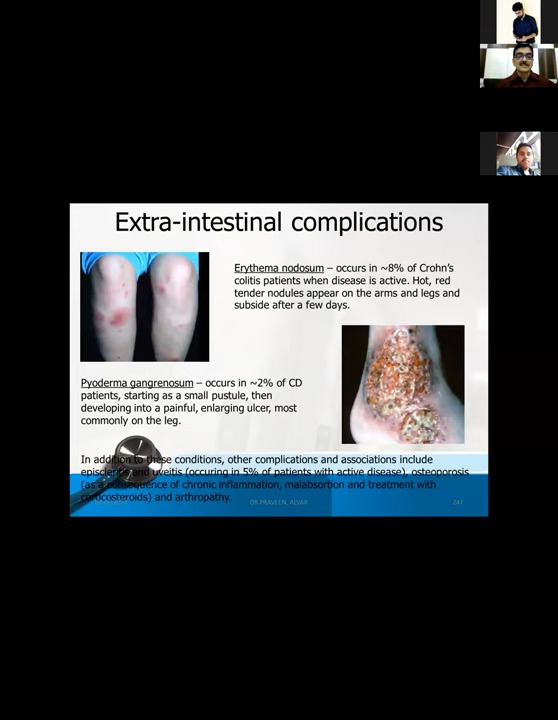 Extra-intestinal complications
Erythema nodosum – occurs in ~8% of Crohn's
colitis patients when disease is active. Hot, red
tender nodules appear on the arms and legs and
subside after a few days.
Pyoderma gangrenosum – occurs in ~2% of CD
patients, starting as a small pustule, then
developing into a painful, enlarging ulcer, most
commonly on the leg.
In addition to these conditions, other complications and associations include
episcleritis and uveitis (occuring in 5% of patients with active disease), osteoporosis
(as a consequence of chronic inflammation, malabsortion and treatment with
corticosteroids) and arthropathy.
DR PRAVEEN, ALVAR 247